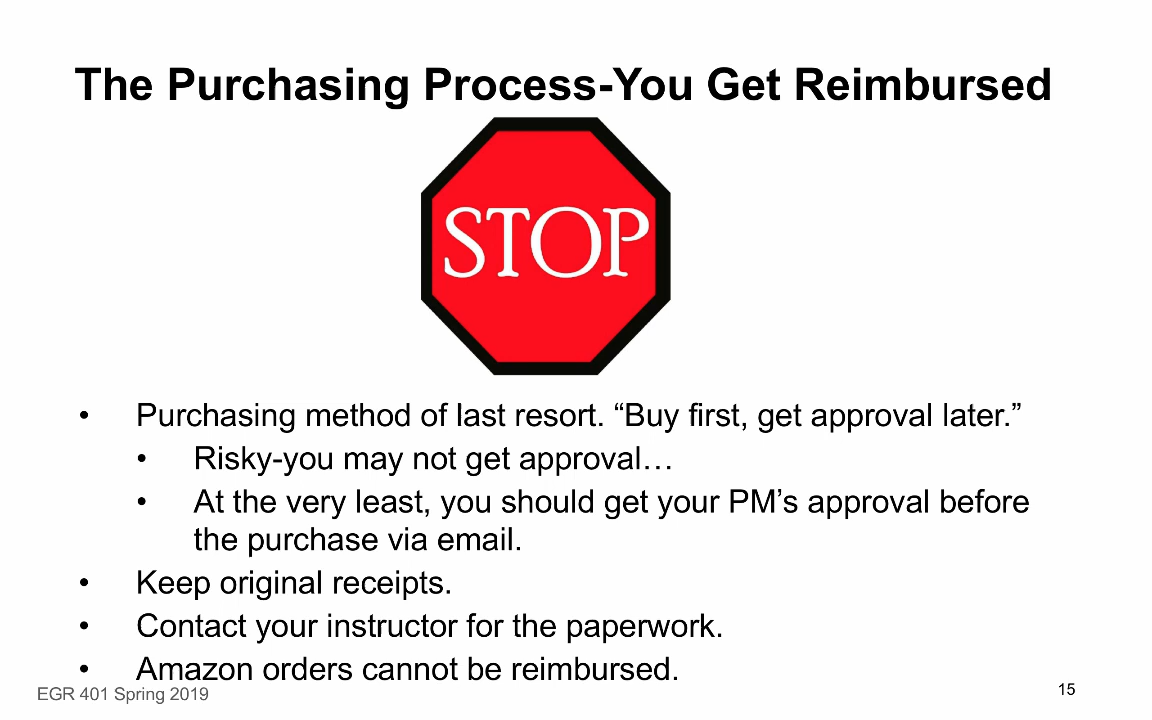 The Purchasing Process-You Get Reimbursed
STOP
• Purchasing method of last resort. “Buy first, get approval later.”
• Risky-you may not get approval…
• At the very least, you should get your PM’s approval before
the purchase via email.
• Keep original receipts.
• Contact your instructor for the paperwork.
• Amazon orders cannot be reimbursed.
EGR 401 Spring 2019
15